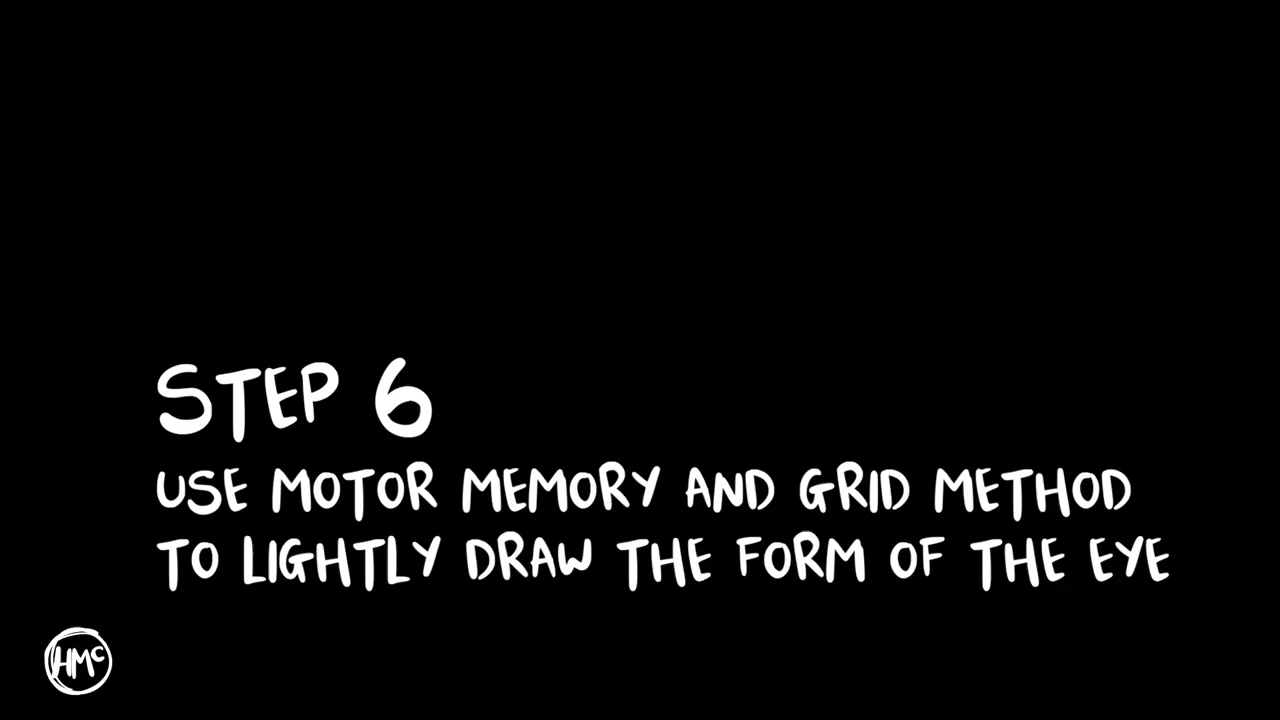 STEP 6
USE MOTOR MEMORY AND GRID METHOD
TO LIGHTLY DRAW THE FORM OF THE EYE
HMC